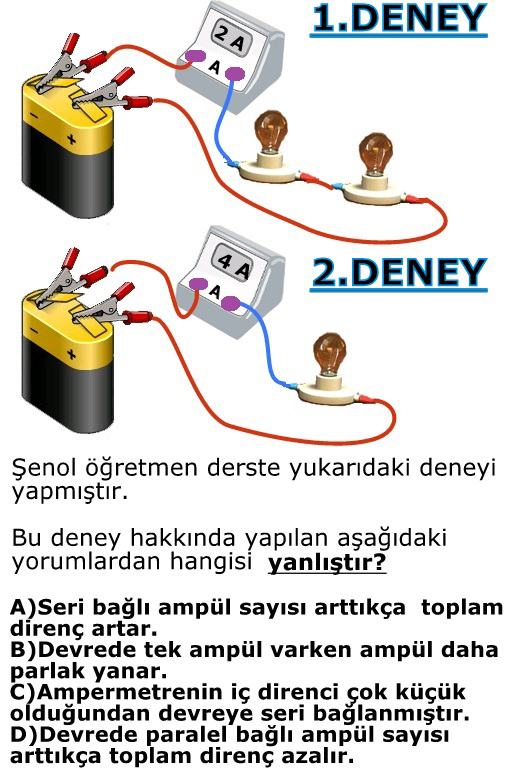 1.DENEY
2 A
A
−
+
2.DENEY
4 A
A
−
+
Şenol öğretmen derste yukarıdaki deneyi
yapmıştır.
Bu deney hakkında yapılan aşağıdaki
yorumlardan hangisi yanlıştır?
A)Seri bağlı ampül sayısı arttıkça toplam
direnç artar.
B)Devrede tek ampül varken ampül daha
parlak yanar.
C)Ampermetrenin iç direnci çok küçük
olduğundan devreye seri bağlanmıştır.
D)Devrede paralel bağlı ampül sayısı
arttıkça toplam direnç azalır.